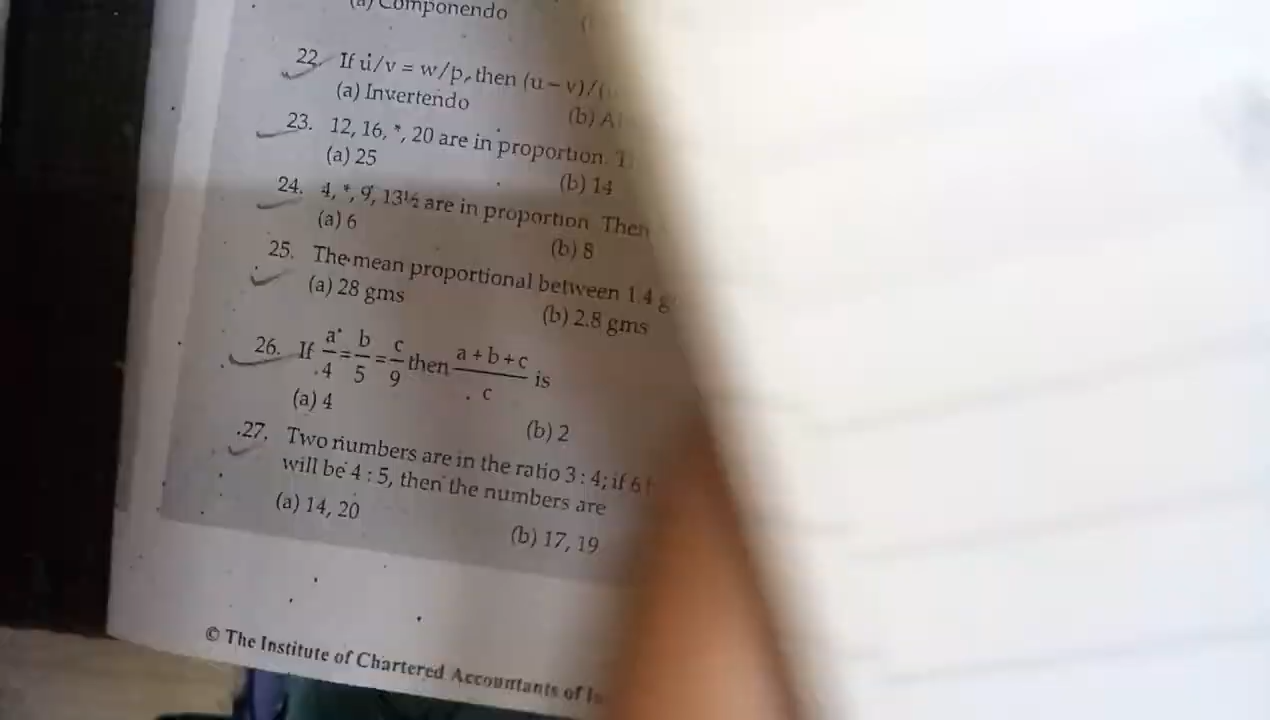 (a) Componendo
22. If u/v = w/p, then (u – v)/(
(a) Invertendo (b) Al
23. 12, 16, *, 20 are in proportion. T
(a) 25 (b) 14
24. 4, *, 9, 13½ are in proportion Then
(a) 6 (b) 8
25. The mean proportional between 1.4 g
(a) 28 gms (b) 2.8 gms
26. If a/4 = b/5 = c/9 then (a + b + c)/c is
(a) 4 (b) 2
27. Two numbers are in the ratio 3 : 4; if 6
will be 4 : 5, then the numbers are
(a) 14, 20 (b) 17, 19
© The Institute of Chartered Accountants of